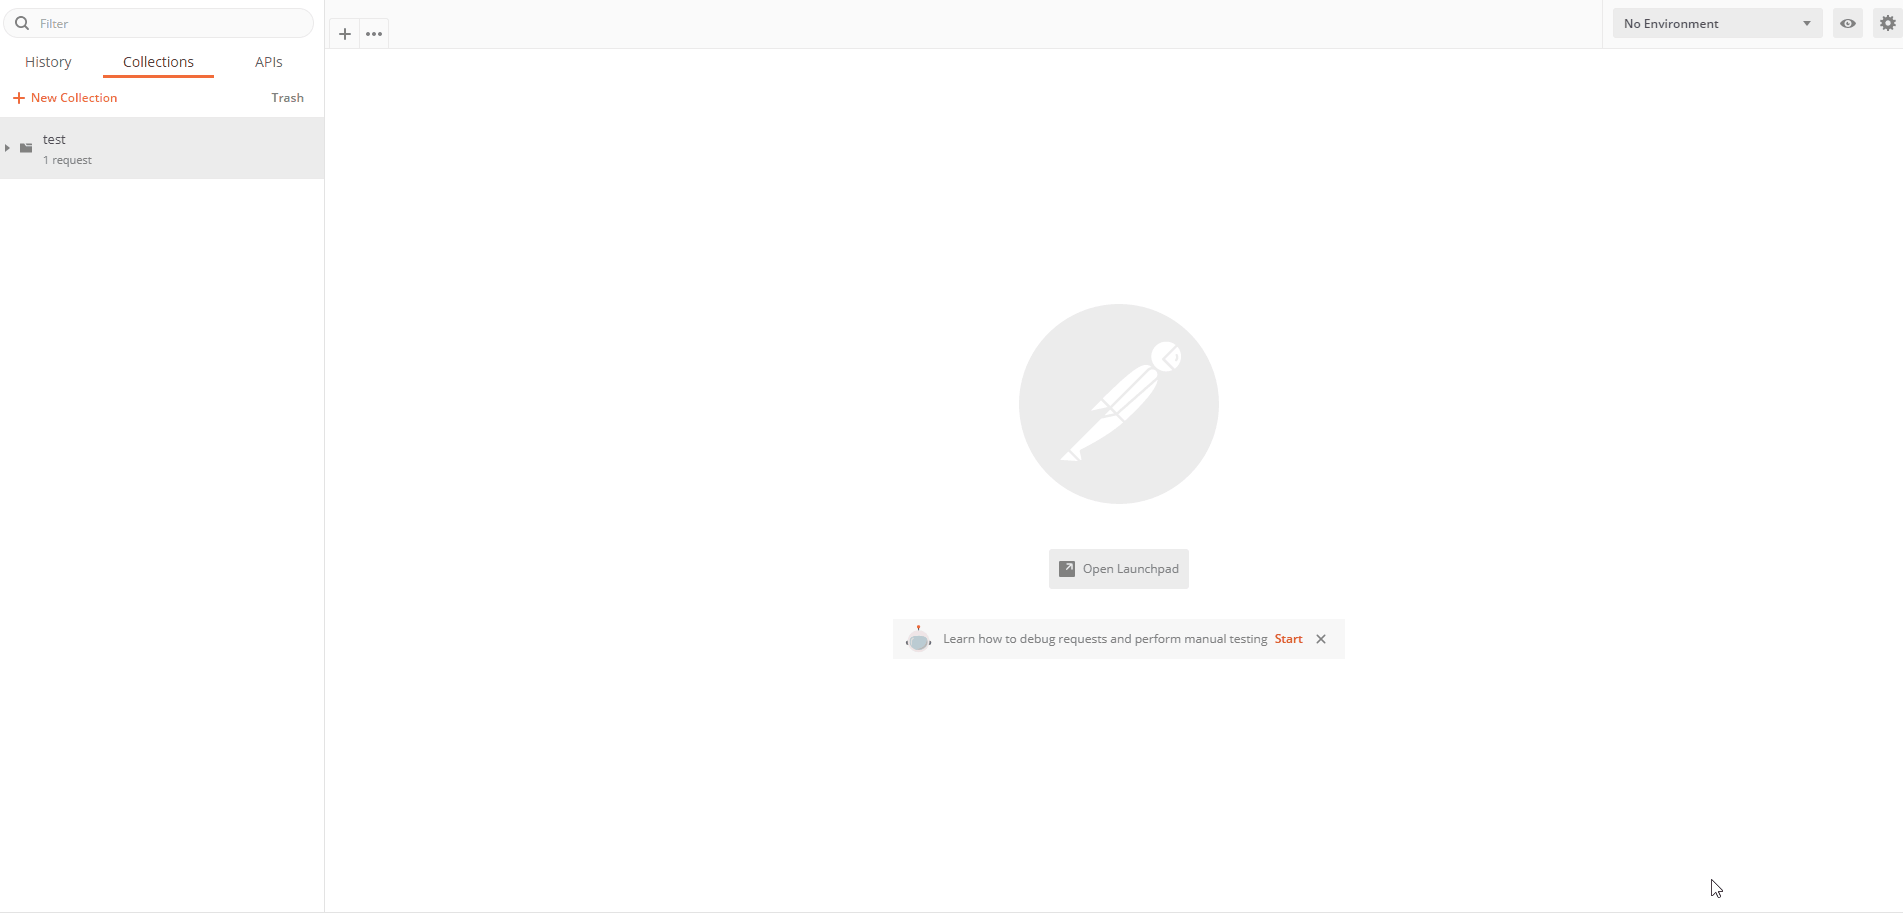 Filter
No Environment
History Collections APIs
New Collection Trash
test
1 request
Open Launchpad
Learn how to debug requests and perform manual testing Start